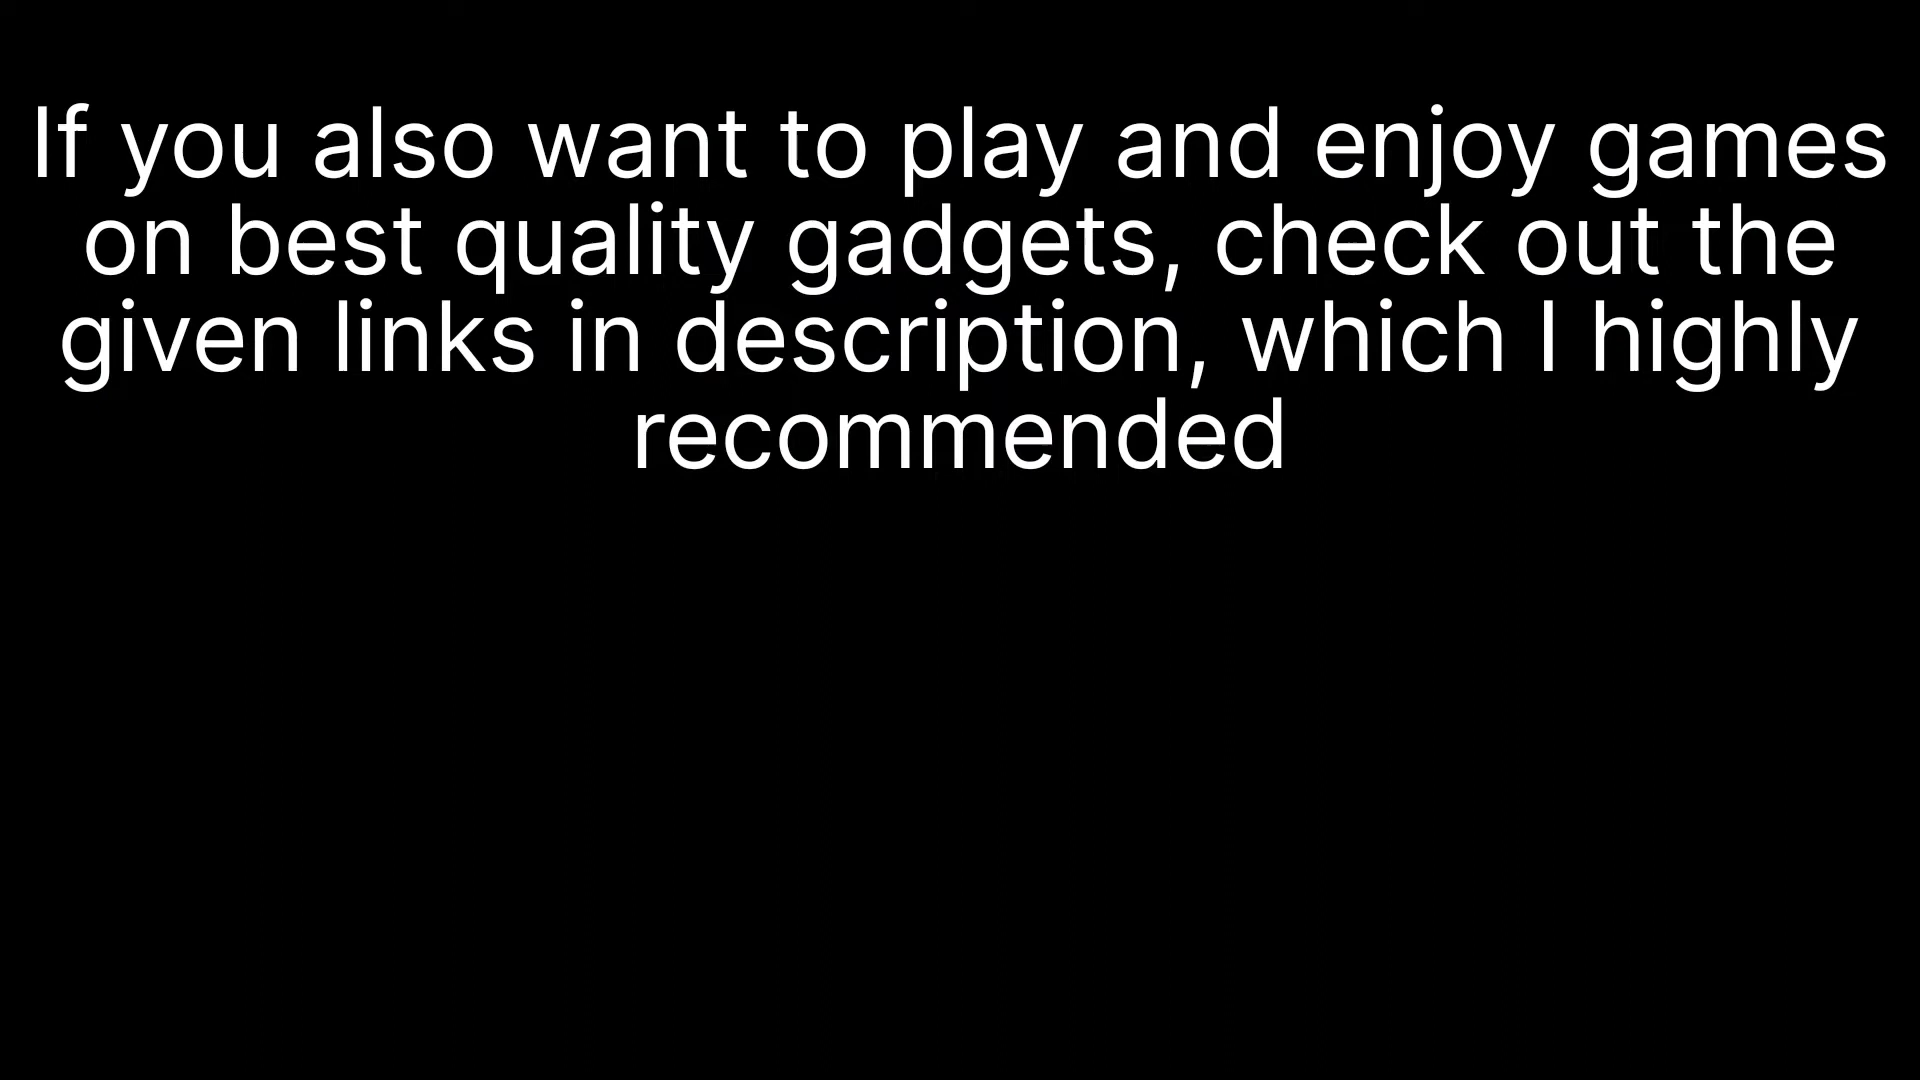 If you also want to play and enjoy games
on best quality gadgets, check out the
given links in description, which I highly
recommended